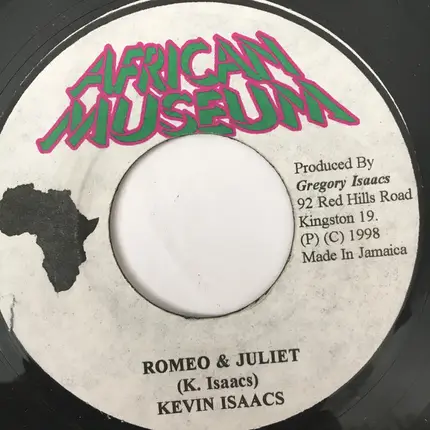 AFRICAN
MUSEUM
Produced By
Gregory Isaacs
92 Red Hills Road
Kingston 19.
(P) (C) 1998
Made In Jamaica
ROMEO & JULIET
(K. Isaacs)
KEVIN ISAACS